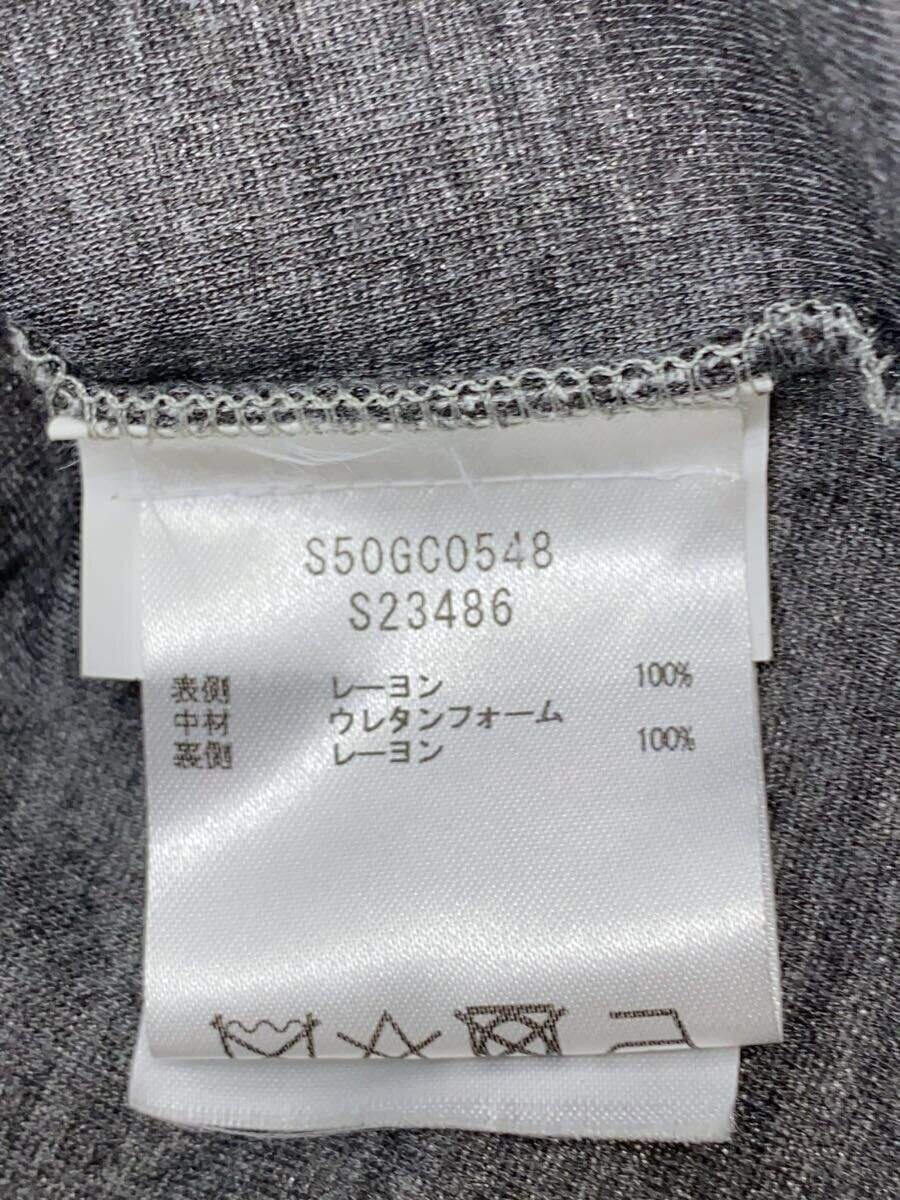 S50GC0548
S23486
表側 レーヨン 100%
中材 ウレタンフォーム
裏側 レーヨン 100%